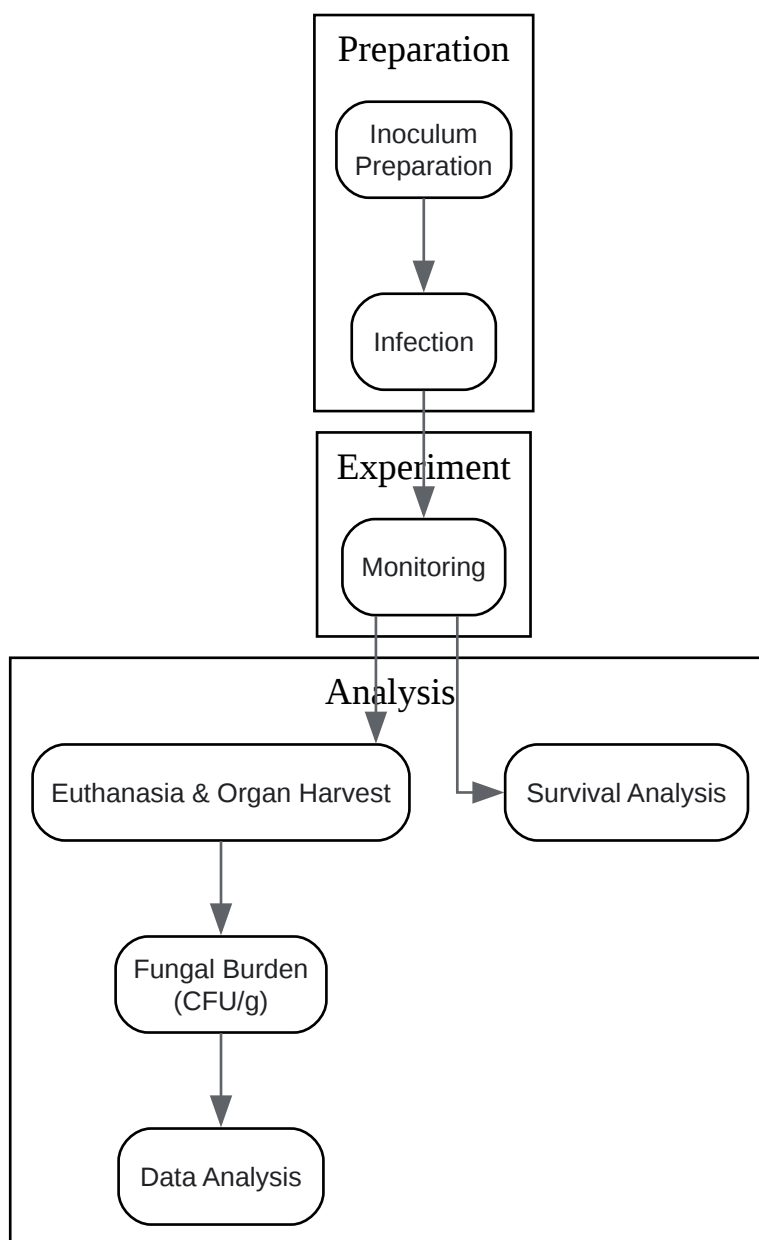 Preparation
Inoculum
Preparation
Infection
Experiment
Monitoring
Analysis
Euthanasia & Organ Harvest
Survival Analysis
Fungal Burden
(CFU/g)
Data Analysis